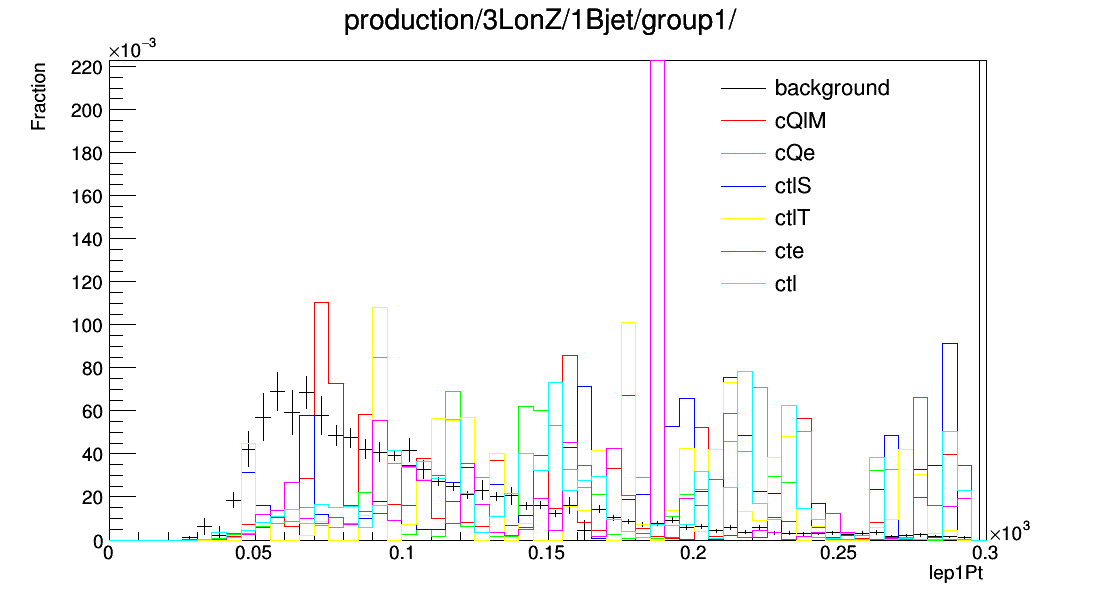 production/3LonZ/1Bjet/group1/
×10⁻³
Fraction
220
200
180
160
140
120
100
80
60
40
20
0
background
cQlM
cQe
ctlS
ctlT
cte
ctl
0 0.05 0.1 0.15 0.2 0.25 0.3
×10³
lep1Pt